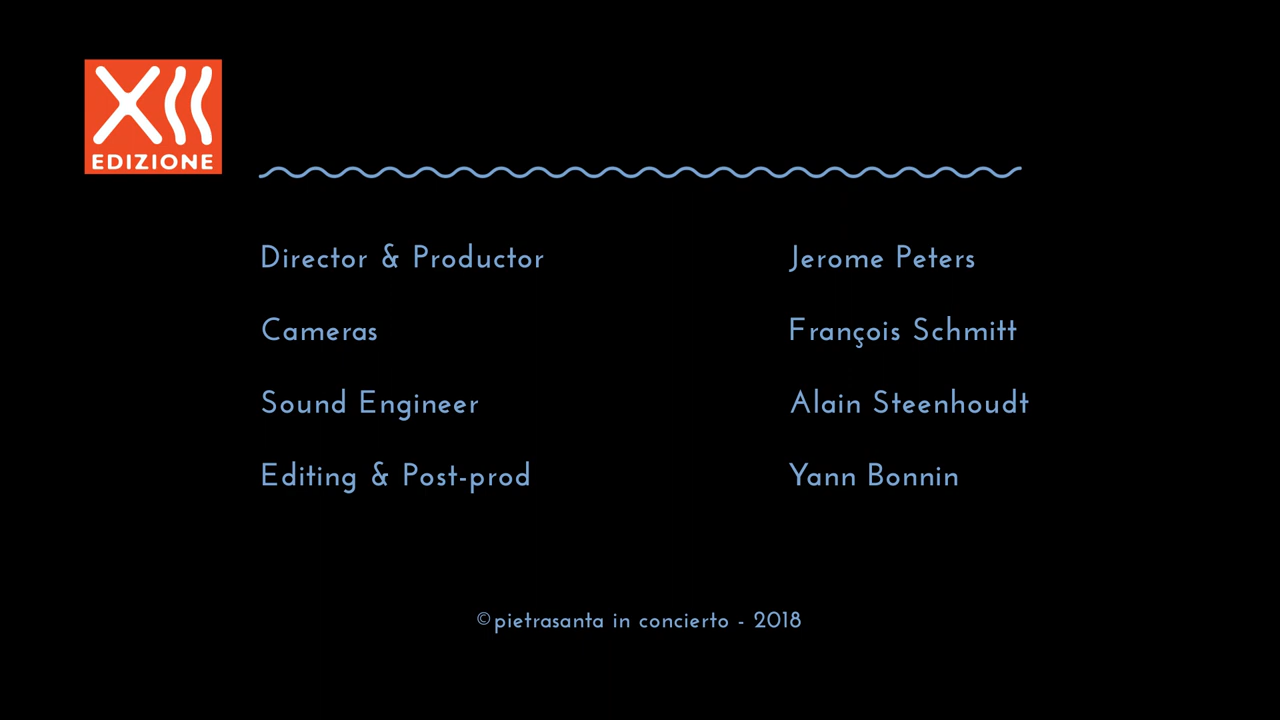 XII
EDIZIONE
Director & Productor Jerome Peters
Cameras François Schmitt
Sound Engineer Alain Steenhoudt
Editing & Post-prod Yann Bonnin
©pietrasanta in concierto - 2018